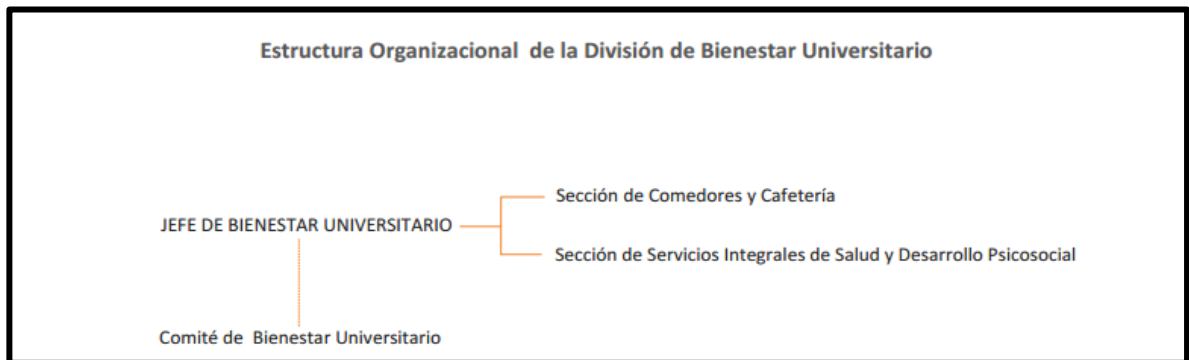 Estructura Organizacional de la División de Bienestar Universitario
Sección de Comedores y Cafetería
JEFE DE BIENESTAR UNIVERSITARIO
Sección de Servicios Integrales de Salud y Desarrollo Psicosocial
Comité de Bienestar Universitario